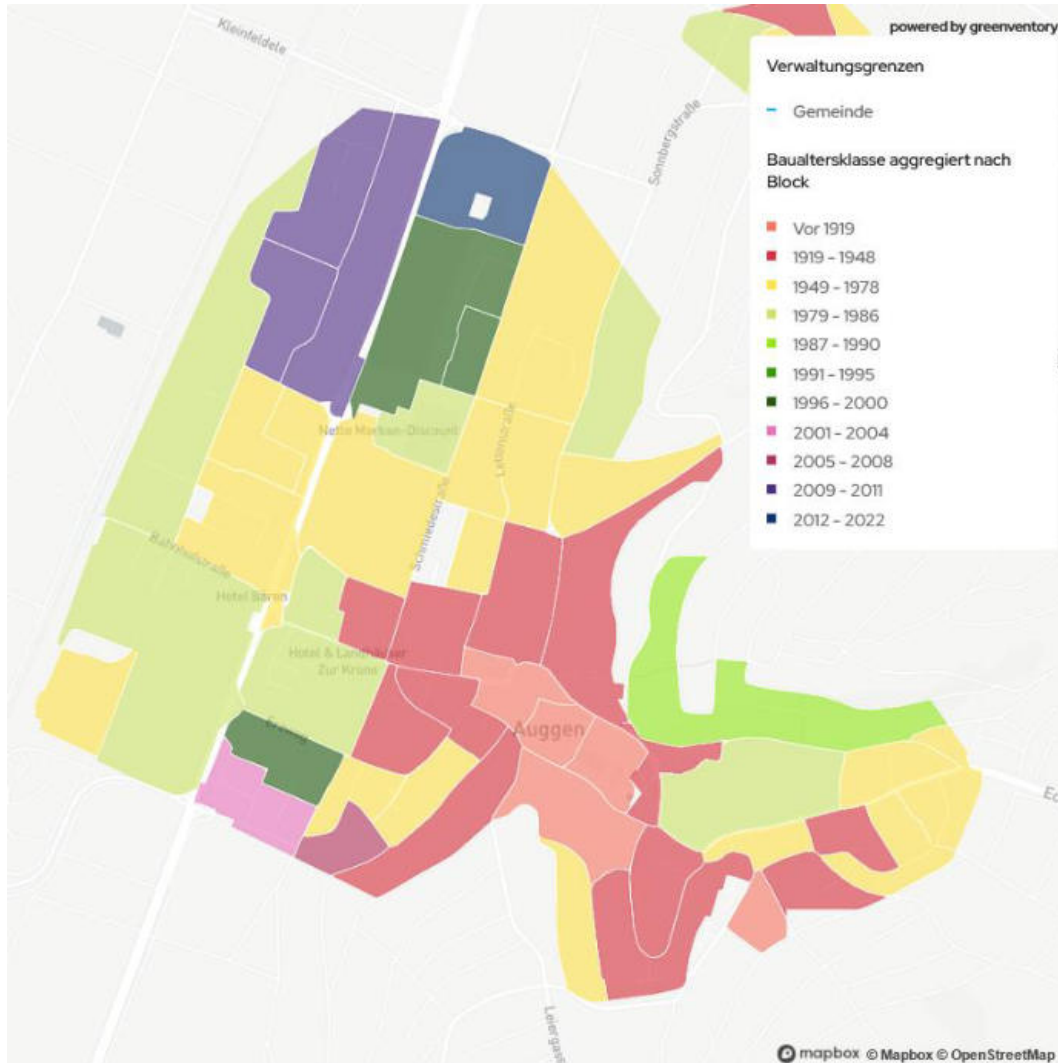 Kleinfeldele
powered by greenventory
Verwaltungsgrenzen
Gemeinde
Baualtersklasse aggregiert nach
Block
Vor 1919
1919 - 1948
1949 - 1978
1979 - 1986
1987 - 1990
1991 - 1995
1996 - 2000
2001 - 2004
2005 - 2008
2009 - 2011
2012 - 2022
Sonnbergstraße
Netto Marken-Discount
Schmiedestraße
Bahnhofstraße
Hotel Bären
Hotel & Landhäuser
Zur Krone
Auggen
mapbox © Mapbox © OpenStreetMap